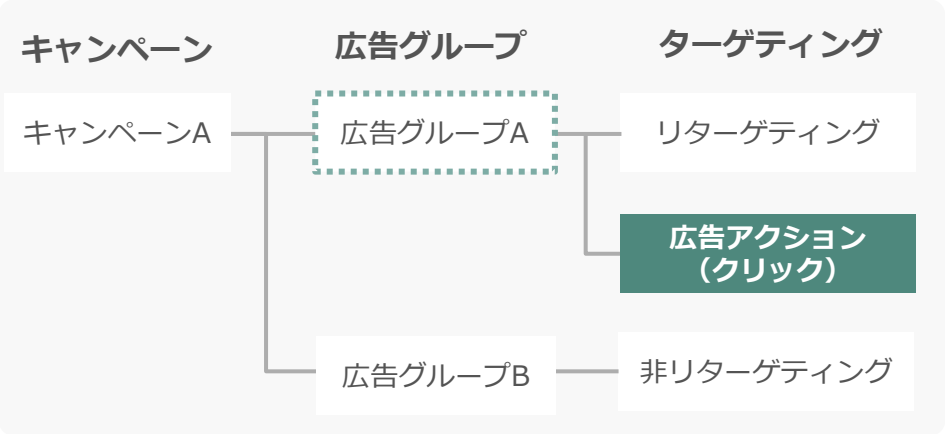 キャンペーン
広告グループ
ターゲティング
キャンペーンA
広告グループA
リターゲティング
広告アクション
（クリック）
広告グループB
非リターゲティング